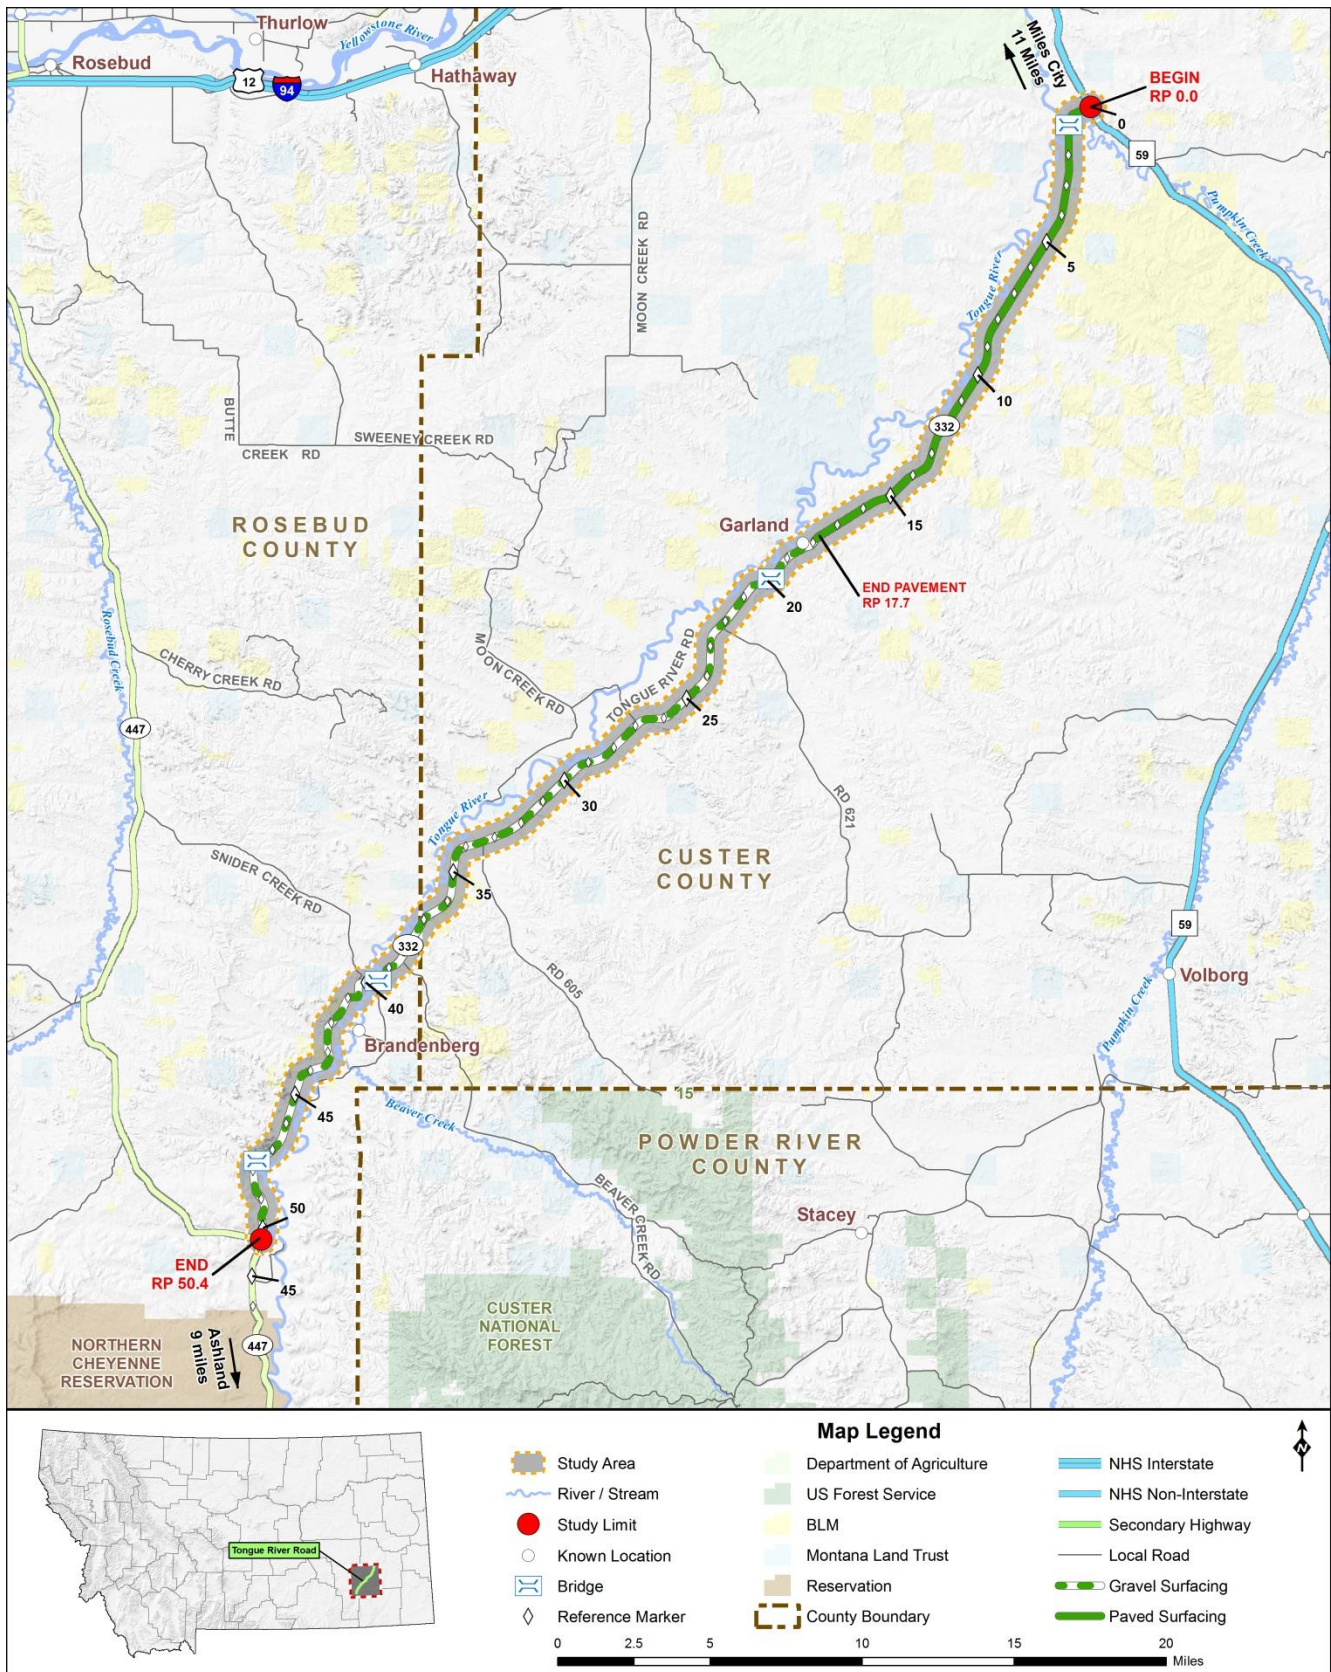 Thurlow
Yellowstone River
Rosebud
12
94
Hathaway
Miles City
11 Miles
BEGIN
RP 0.0
0
59
Pumpkin Creek
MOON CREEK RD
5
Tongue River
10
BUTTE
CREEK RD
SWEENEY CREEK RD
332
15
ROSEBUD
COUNTY
Garland
END PAVEMENT
RP 17.7
20
Rosebud Creek
MOON CREEK RD
TONGUE RIVER RD
CHERRY CREEK RD
25
447
30
RD 621
Tongue River
SNIDER CREEK RD
CUSTER
COUNTY
35
59
332
RD 605
Volborg
40
Pumpkin Creek
Brandenberg
45
Beaver Creek
15
POWDER RIVER
COUNTY
BEAVER CREEK RD
50
Stacey
END
RP 50.4
45
CUSTER
NATIONAL
FOREST
NORTHERN
CHEYENNE
RESERVATION
Ashland
9 miles
447
Map Legend
N
Study Area
River / Stream
Study Limit
Known Location
Bridge
Reference Marker
Department of Agriculture
US Forest Service
BLM
Montana Land Trust
Reservation
County Boundary
NHS Interstate
NHS Non-Interstate
Secondary Highway
Local Road
Gravel Surfacing
Paved Surfacing
Tongue River Road
0 2.5 5 10 15 20
Miles